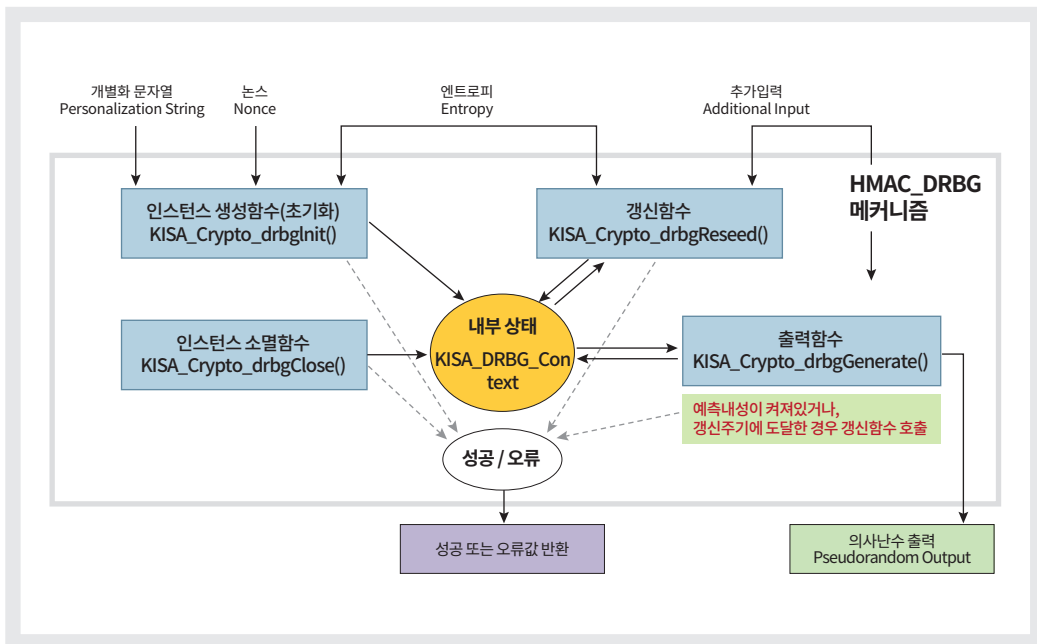 개별화 문자열
Personalization String
논스
Nonce
엔트로피
Entropy
추가입력
Additional Input
HMAC_DRBG
메커니즘
인스턴스 생성함수(초기화)
KISA_Crypto_drbglnit()
갱신함수
KISA_Crypto_drbgReseed()
내부 상태
KISA_DRBG_Con
text
인스턴스 소멸함수
KISA_Crypto_drbgClose()
출력함수
KISA_Crypto_drbgGenerate()
예측내성이 켜져있거나,
갱신주기에 도달한 경우 갱신함수 호출
성공 / 오류
성공 또는 오류값 반환
의사난수 출력
Pseudorandom Output